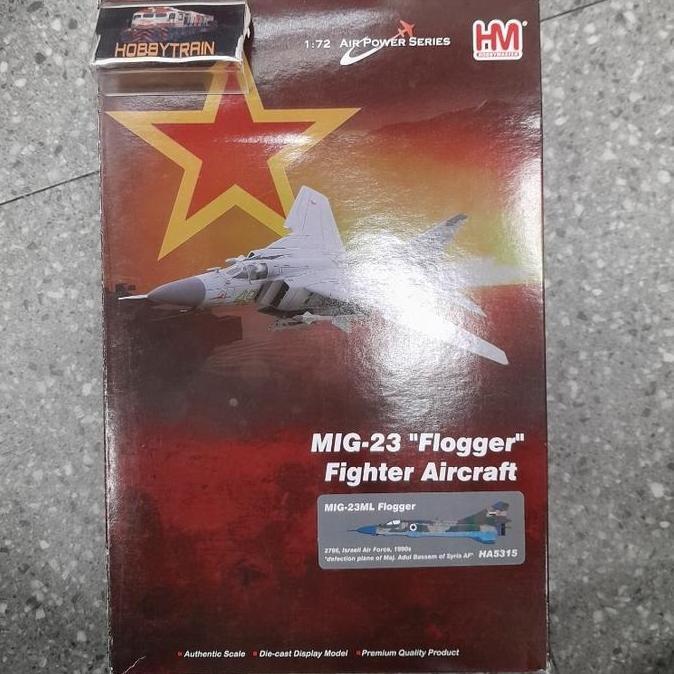 HOBBYTRAIN
1:72 AIR POWER SERIES
HM
HOBBYMASTER
MIG-23 "Flogger"
Fighter Aircraft
MIG-23ML Flogger
2786, Israeli Air Force, 1990s
"defection plane of Maj. Adul Bassem of Syria AF" HA5315
Authentic Scale Die-cast Display Model Premium Quality Product